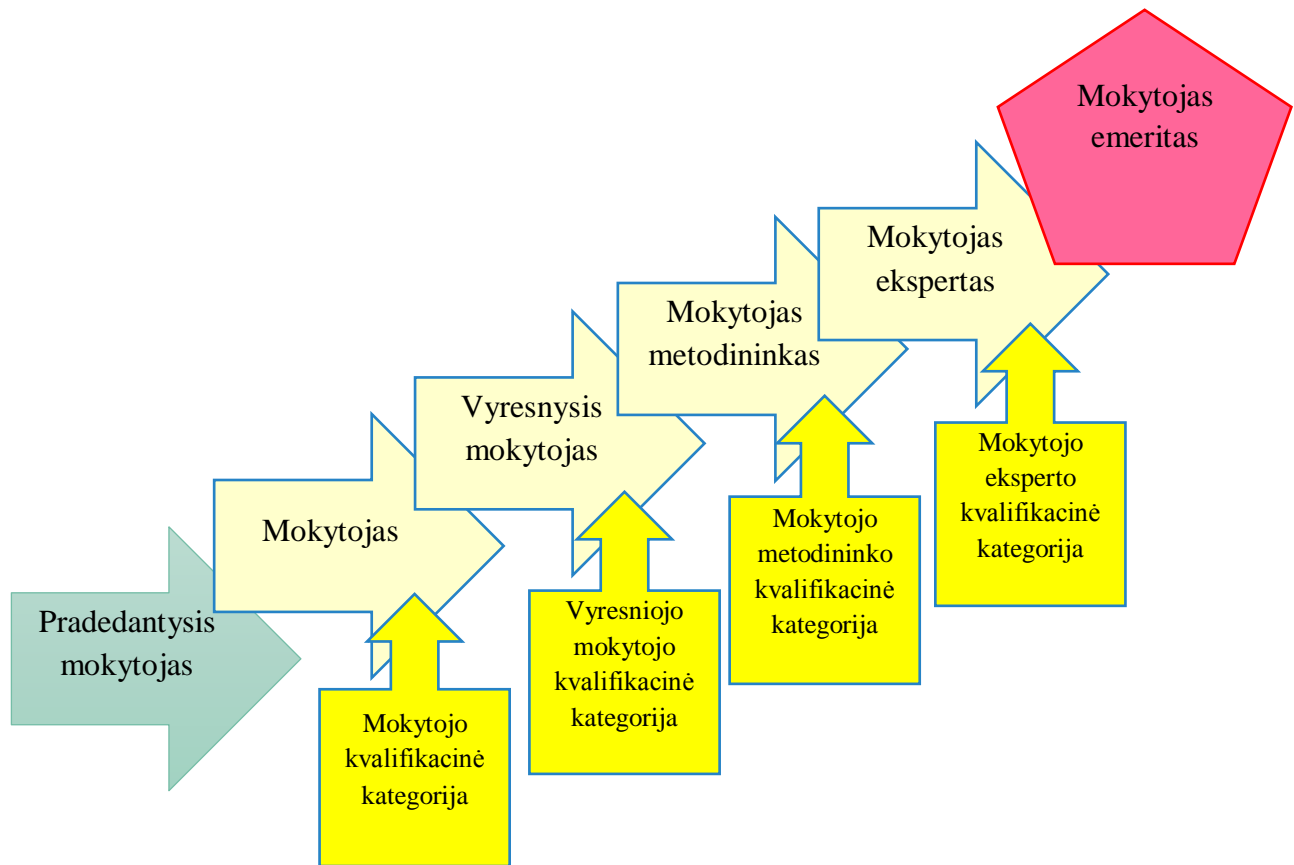 Pradedantysis
mokytojas
Mokytojas
Vyresnysis
mokytojas
Mokytojas
metodininkas
Mokytojas
ekspertas
Mokytojas
emeritas
Mokytojo
kvalifikacinė
kategorija
Vyresniojo
mokytojo
kvalifikacinė
kategorija
Mokytojo
metodininko
kvalifikacinė
kategorija
Mokytojo
eksperto
kvalifikacinė
kategorija